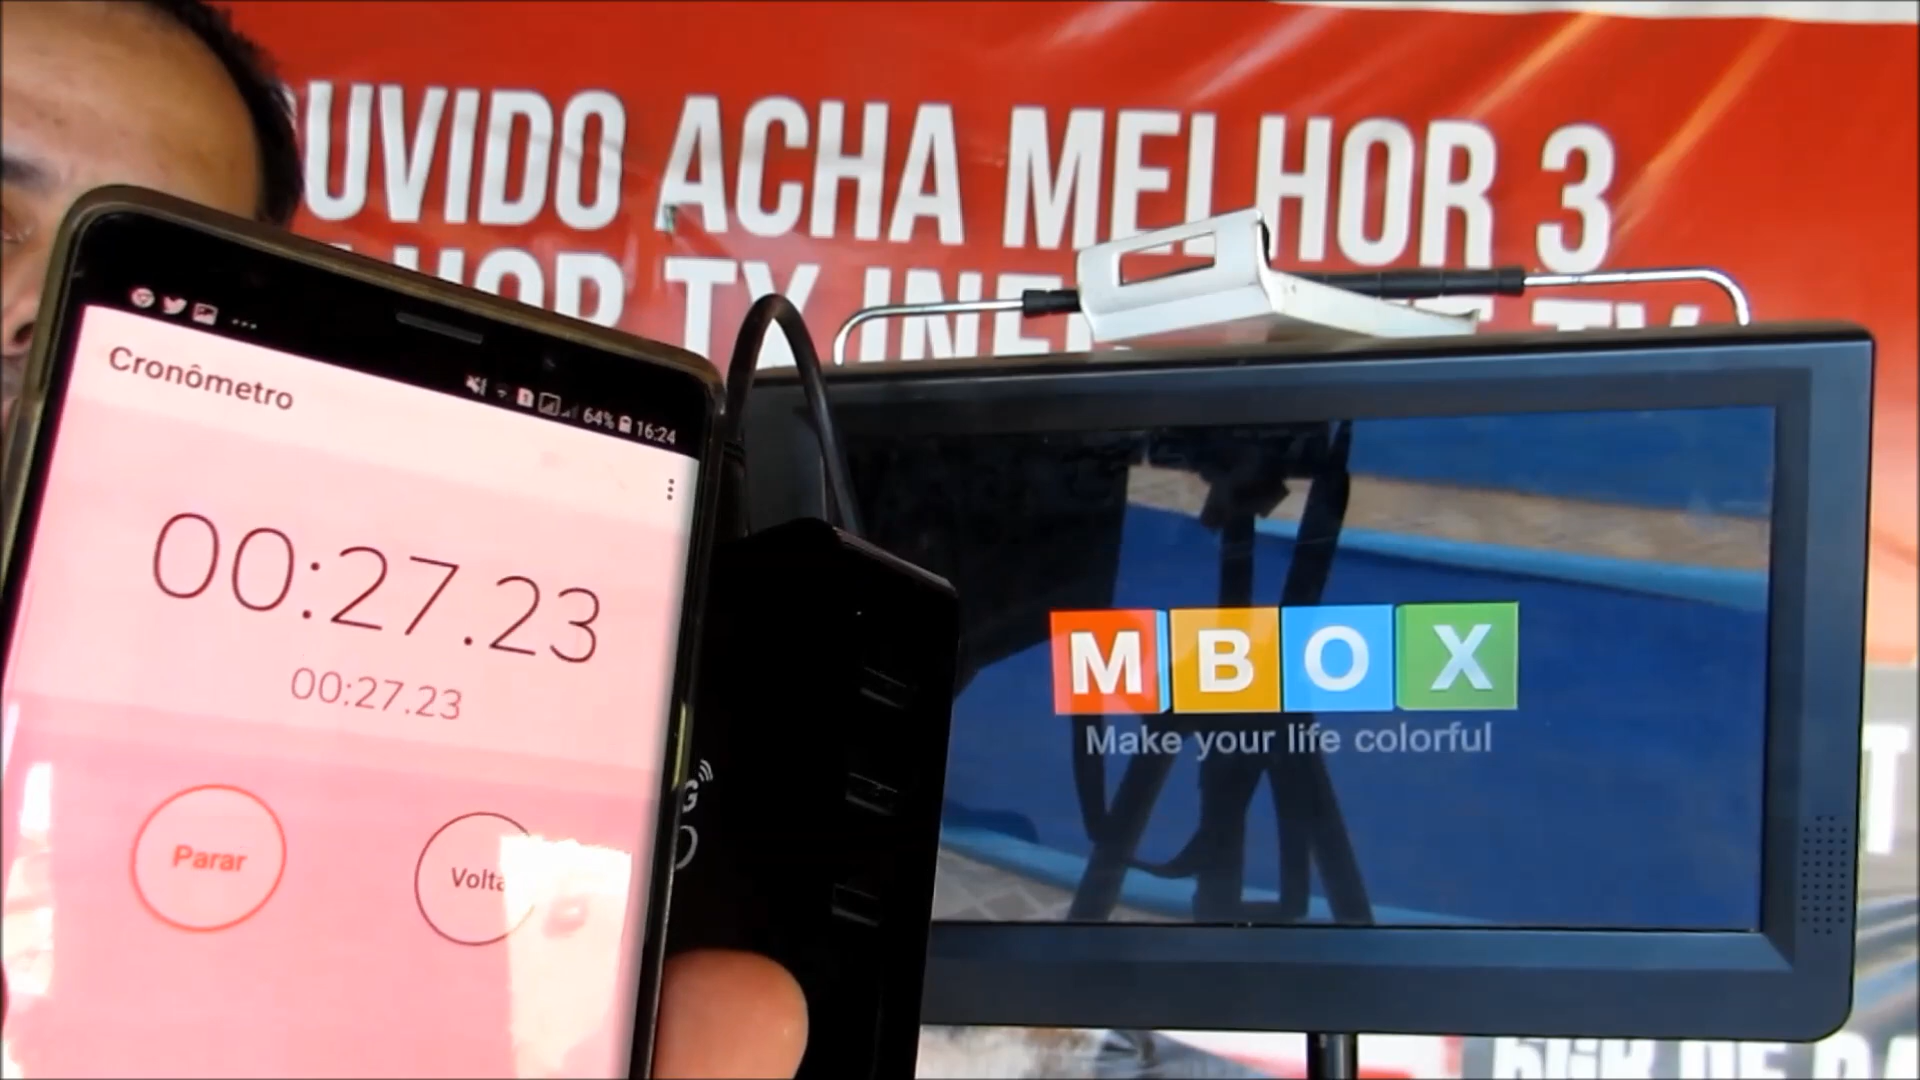 UVIDO ACHA MELHOR 3
Cronômetro
64% 16:24
00:27.23
00:27.23
Parar
MBOX
Make your life colorful